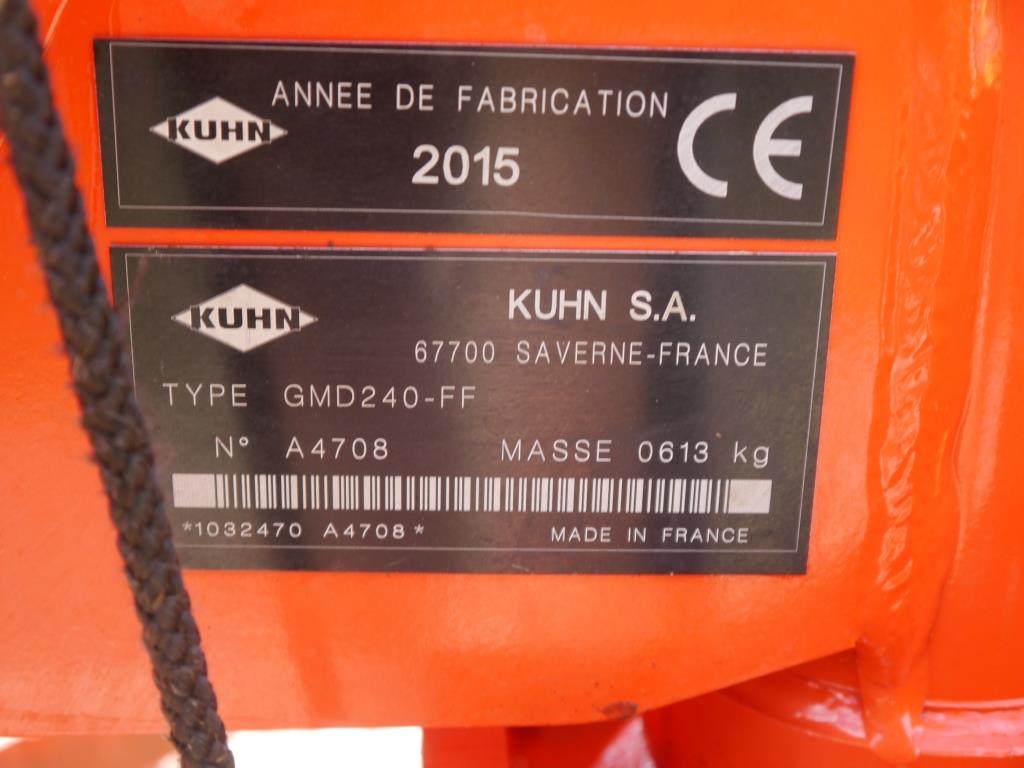 KUHN
ANNEE DE FABRICATION
2015
CE
KUHN
KUHN S.A.
67700 SAVERNE-FRANCE
TYPE GMD240-FF
N° A4708 MASSE 0613 kg
*1032470 A4708* MADE IN FRANCE